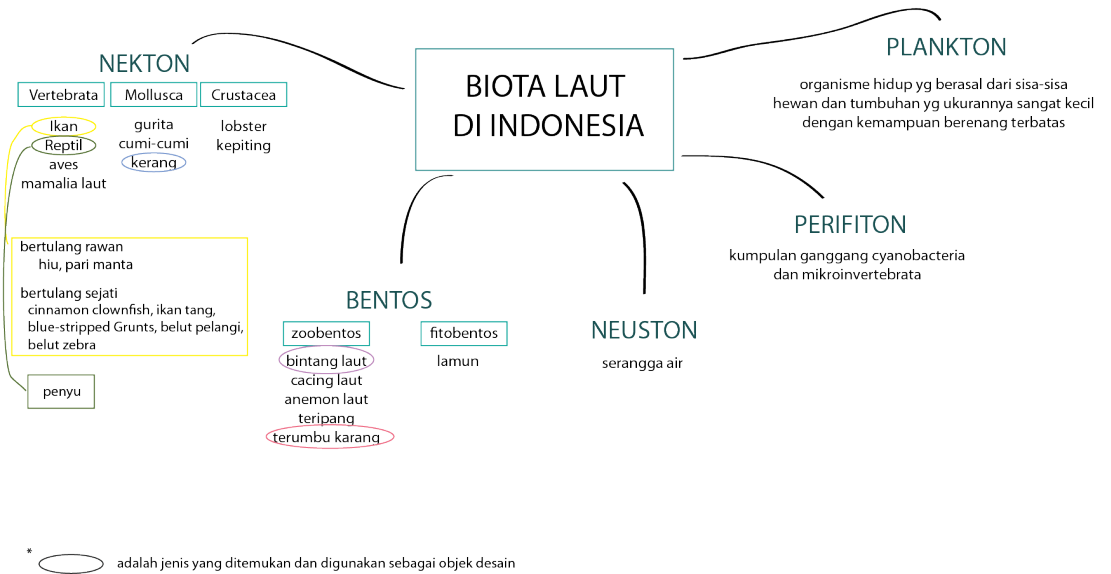 BIOTA LAUT
DI INDONESIA
NEKTON
Vertebrata
Ikan
Reptil
aves
mamalia laut
Mollusca
gurita
cumi-cumi
kerang
Crustacea
lobster
kepiting
bertulang rawan
hiu, pari manta
bertulang sejati
cinnamon clownfish, ikan tang,
blue-stripped Grunts, belut pelangi,
belut zebra
penyu
BENTOS
zoobentos
bintang laut
cacing laut
anemon laut
teripang
terumbu karang
fitobentos
lamun
NEUSTON
serangga air
PERIFITON
kumpulan ganggang cyanobacteria
dan mikroinvertebrata
PLANKTON
organisme hidup yg berasal dari sisa-sisa
hewan dan tumbuhan yg ukurannya sangat kecil
dengan kemampuan berenang terbatas
* adalah jenis yang ditemukan dan digunakan sebagai objek desain